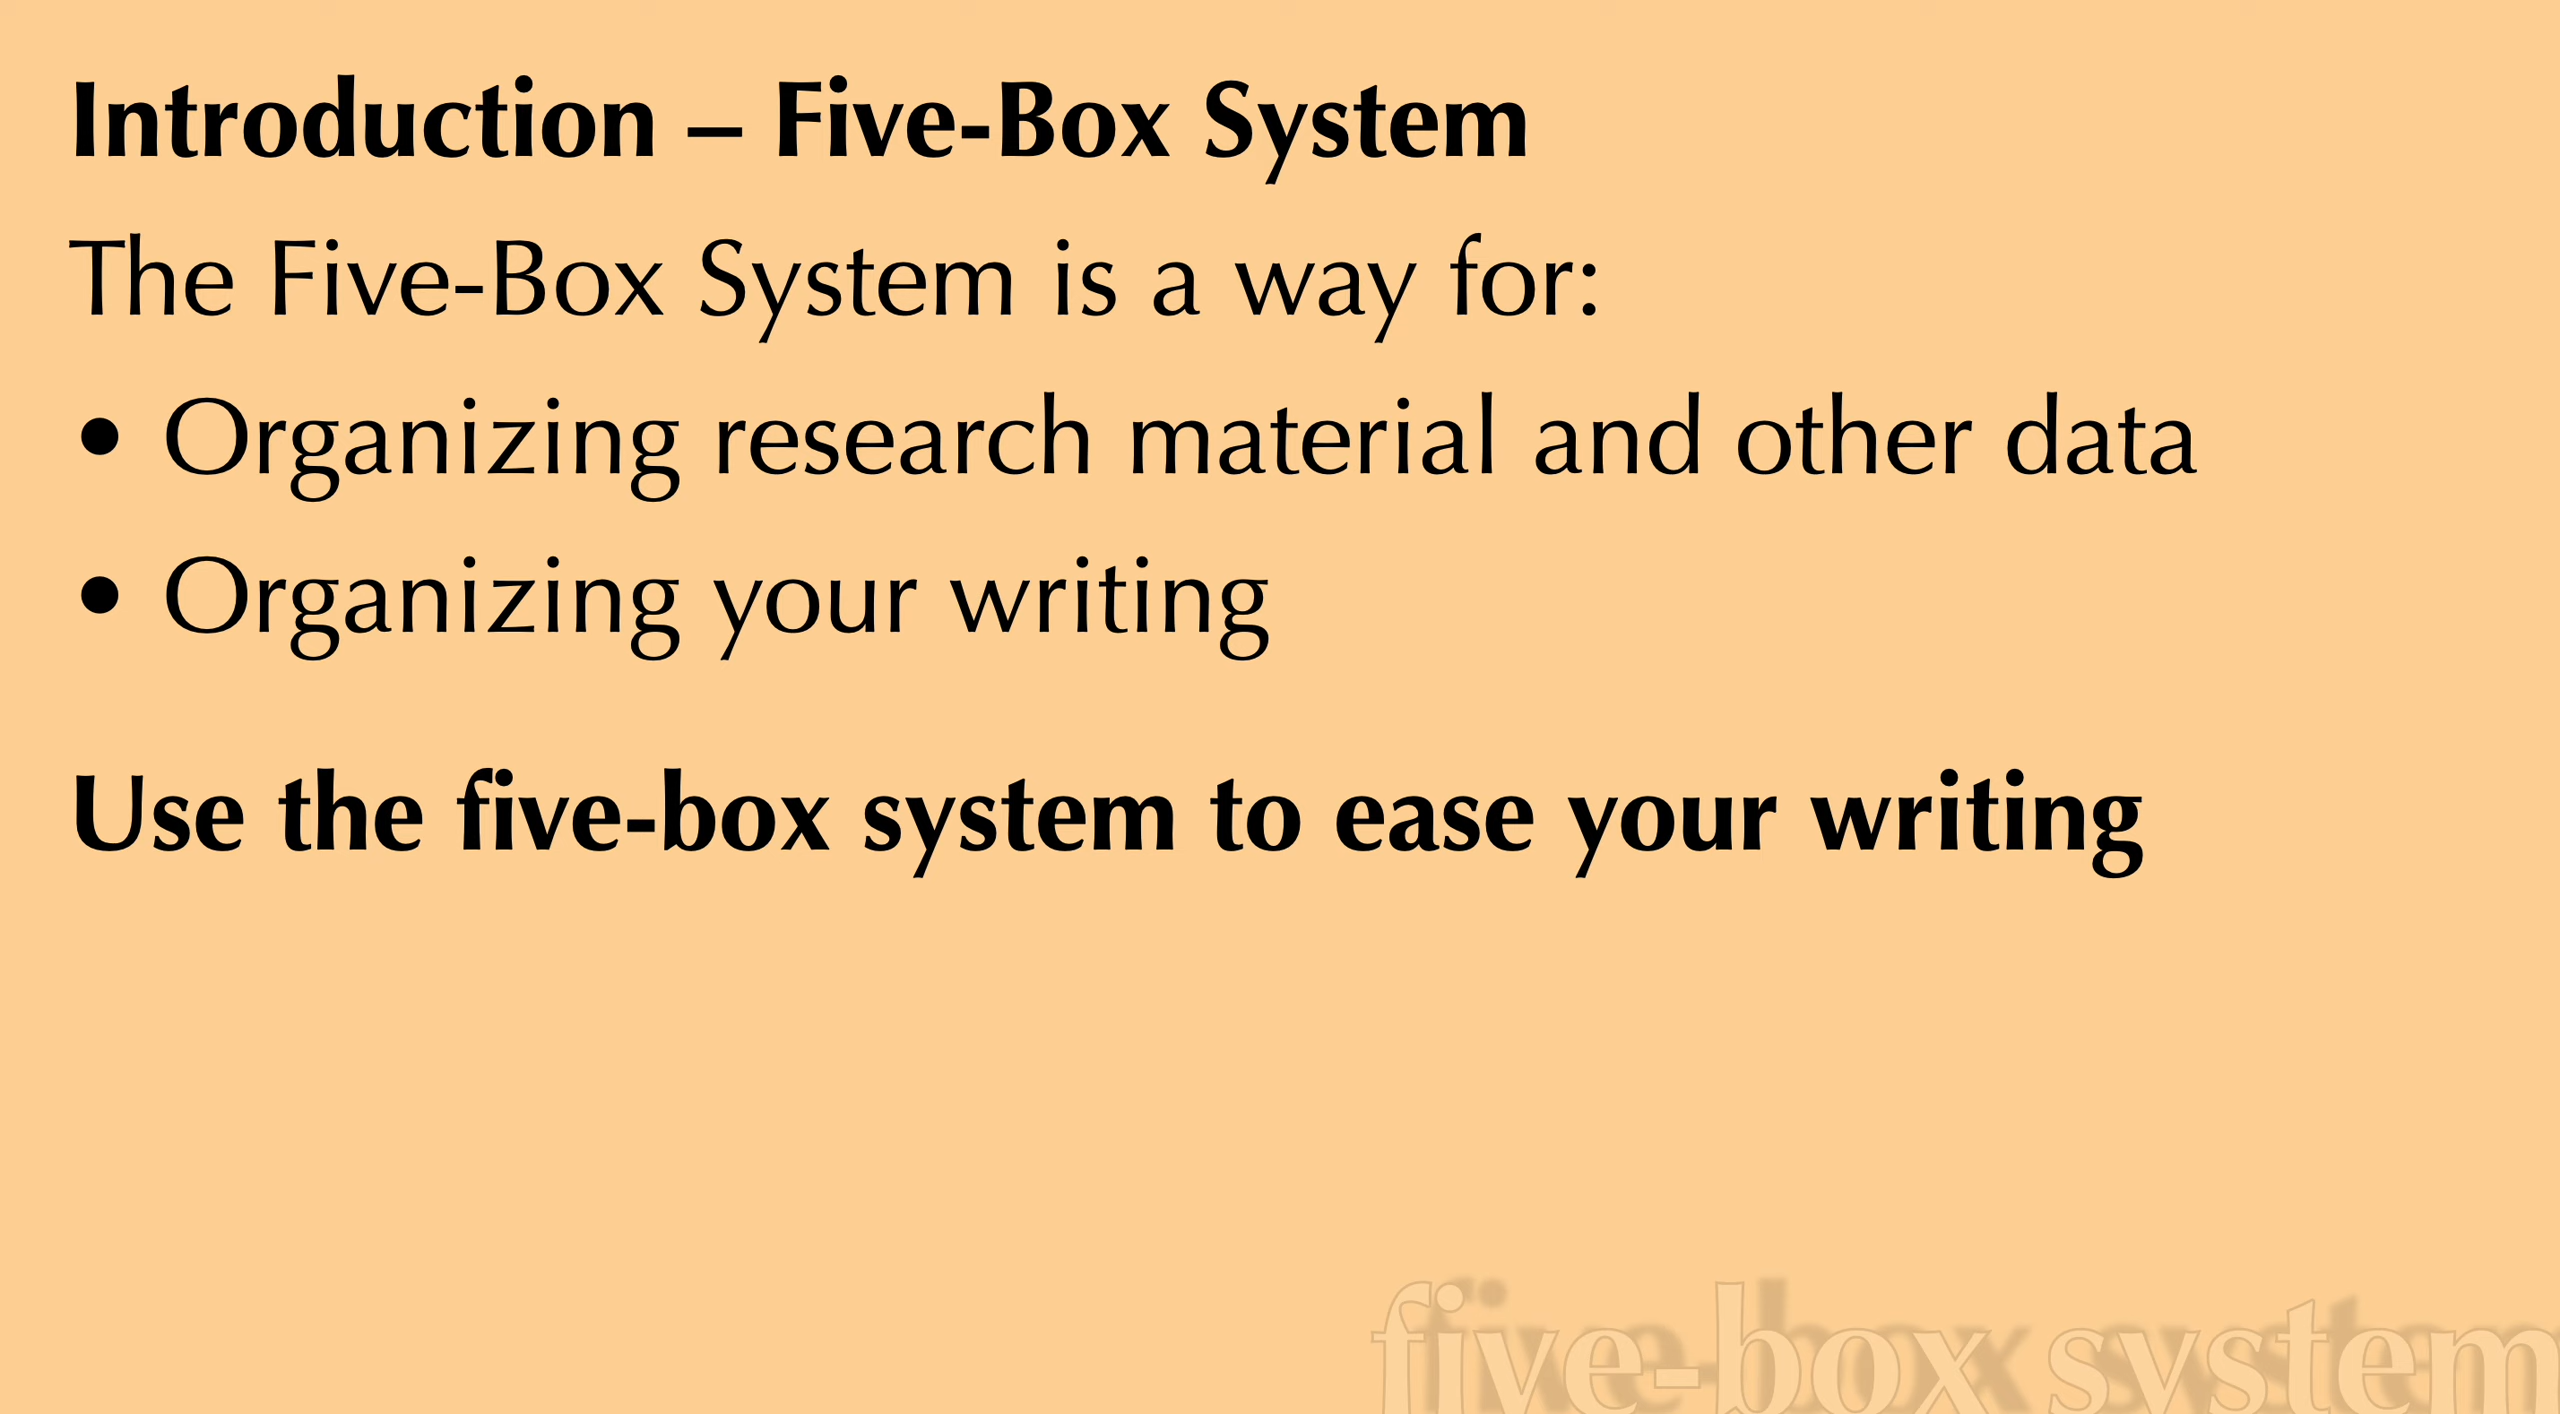 Introduction – Five-Box System
The Five-Box System is a way for:
• Organizing research material and other data
• Organizing your writing
Use the five-box system to ease your writing
five-box system